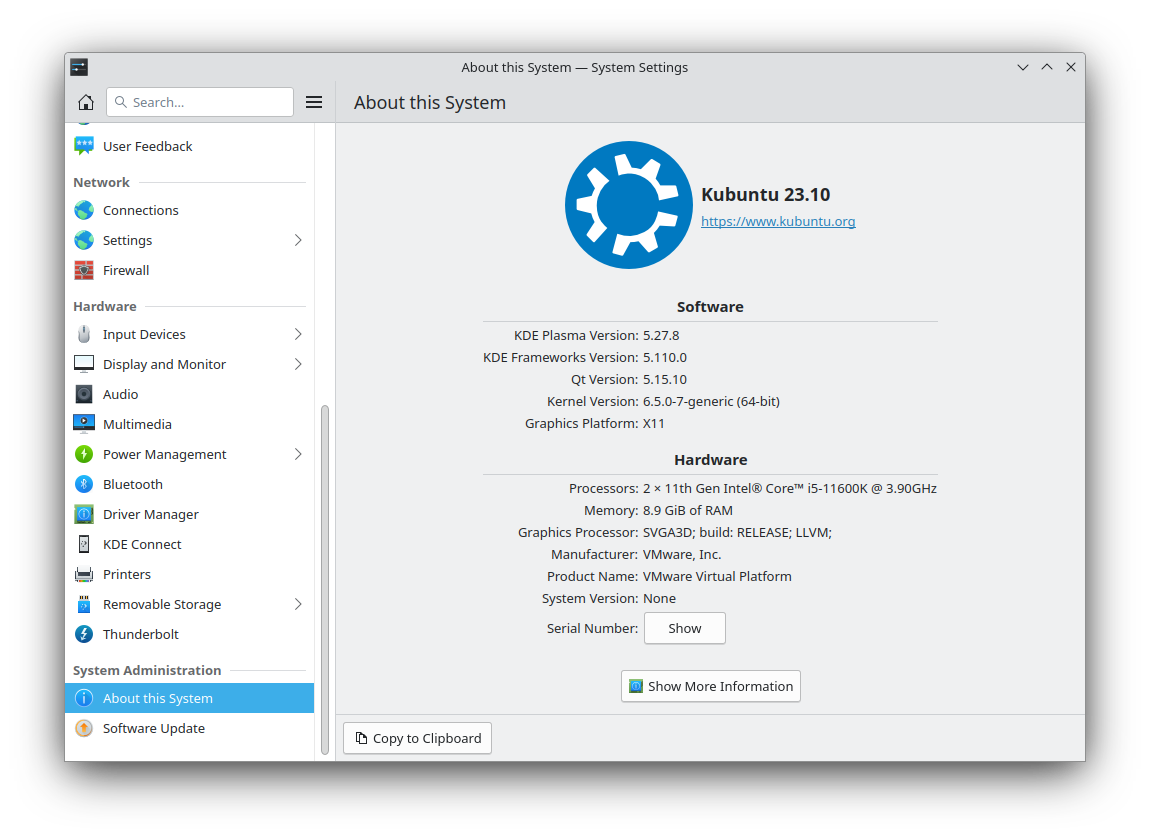 About this System — System Settings
Search...
About this System
User Feedback
Network
Connections
Settings
Firewall
Hardware
Input Devices
Display and Monitor
Audio
Multimedia
Power Management
Bluetooth
Driver Manager
KDE Connect
Printers
Removable Storage
Thunderbolt
System Administration
About this System
Software Update
Kubuntu 23.10
https://www.kubuntu.org
Software
KDE Plasma Version: 5.27.8
KDE Frameworks Version: 5.110.0
Qt Version: 5.15.10
Kernel Version: 6.5.0-7-generic (64-bit)
Graphics Platform: X11
Hardware
Processors: 2 × 11th Gen Intel® Core™ i5-11600K @ 3.90GHz
Memory: 8.9 GiB of RAM
Graphics Processor: SVGA3D; build: RELEASE; LLVM;
Manufacturer: VMware, Inc.
Product Name: VMware Virtual Platform
System Version: None
Serial Number: Show
Show More Information
Copy to Clipboard